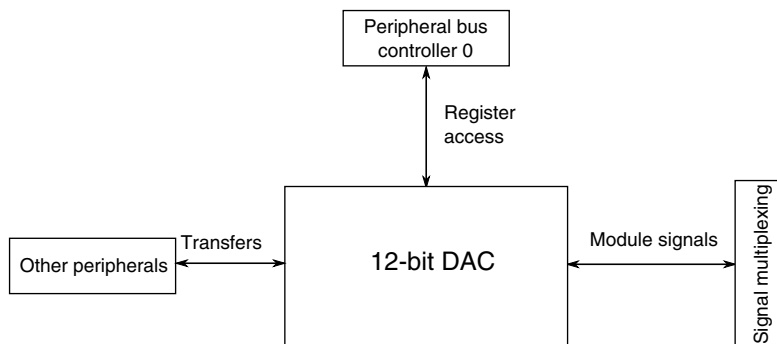 Peripheral bus
controller 0
Register
access
Transfers
Other peripherals
12-bit DAC
Module signals
Signal multiplexing